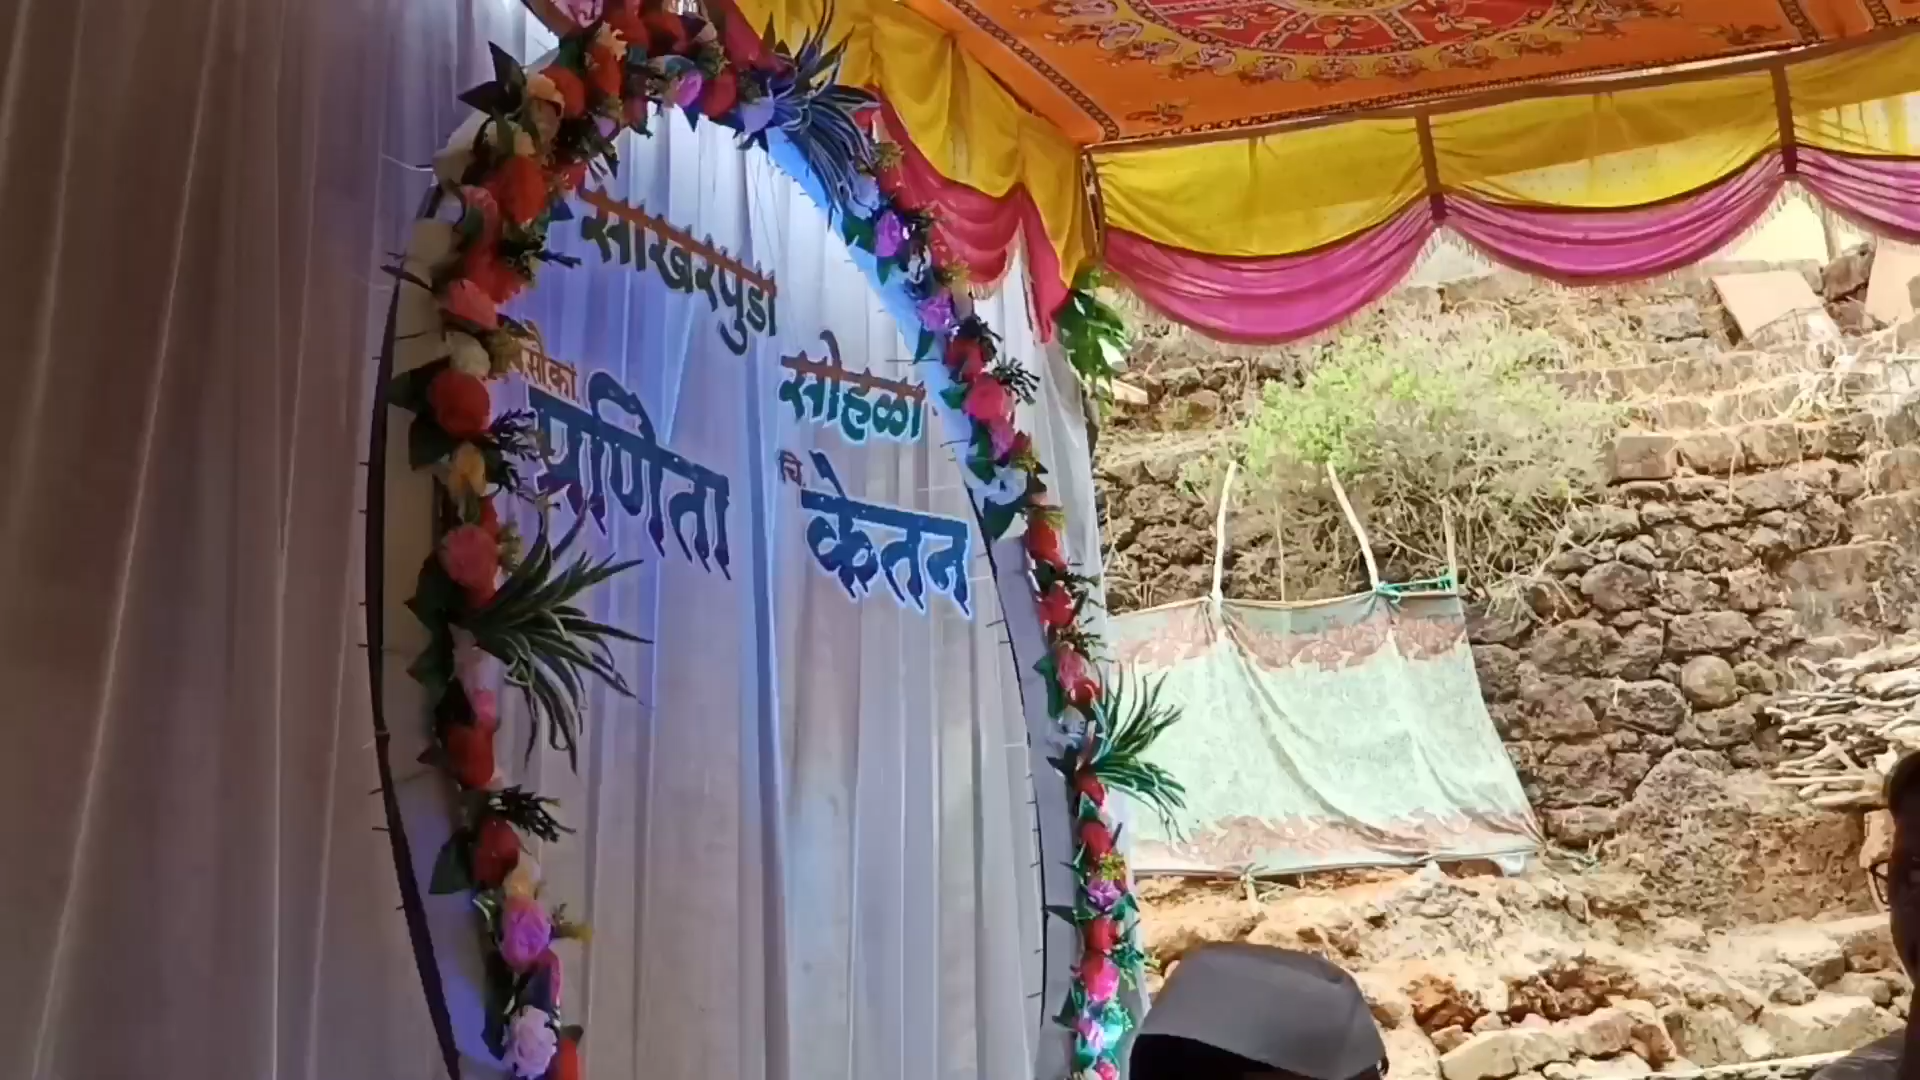 साखरपुडा
सोहळा
चि.सौ.कां.
प्रणिता
चि.
केतन